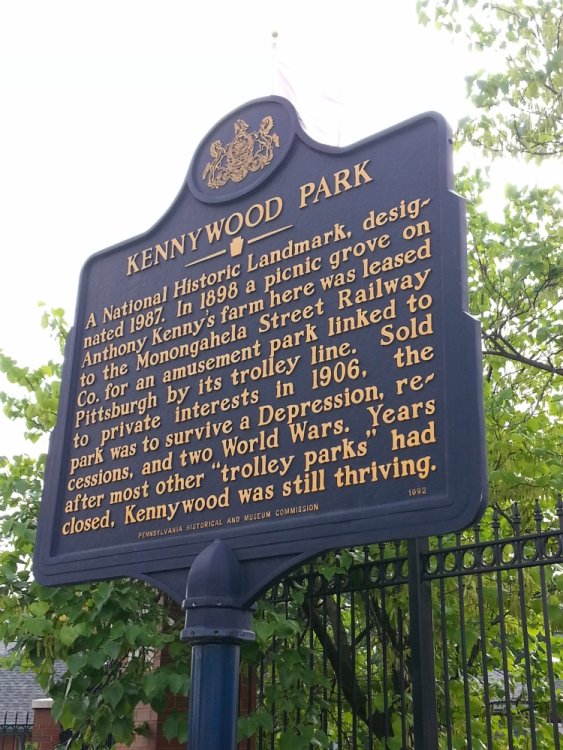 KENNYWOOD PARK
A National Historic Landmark, desig-
nated 1987. In 1898 a picnic grove on
Anthony Kenny's farm here was leased
to the Monongahela Street Railway
Co. for an amusement park linked to
Pittsburgh by its trolley line. Sold
to private interests in 1906, the
park was to survive a Depression, re-
cessions, and two World Wars. Years
after most other "trolley parks" had
closed, Kennywood was still thriving.
PENNSYLVANIA HISTORICAL AND MUSEUM COMMISSION 1992